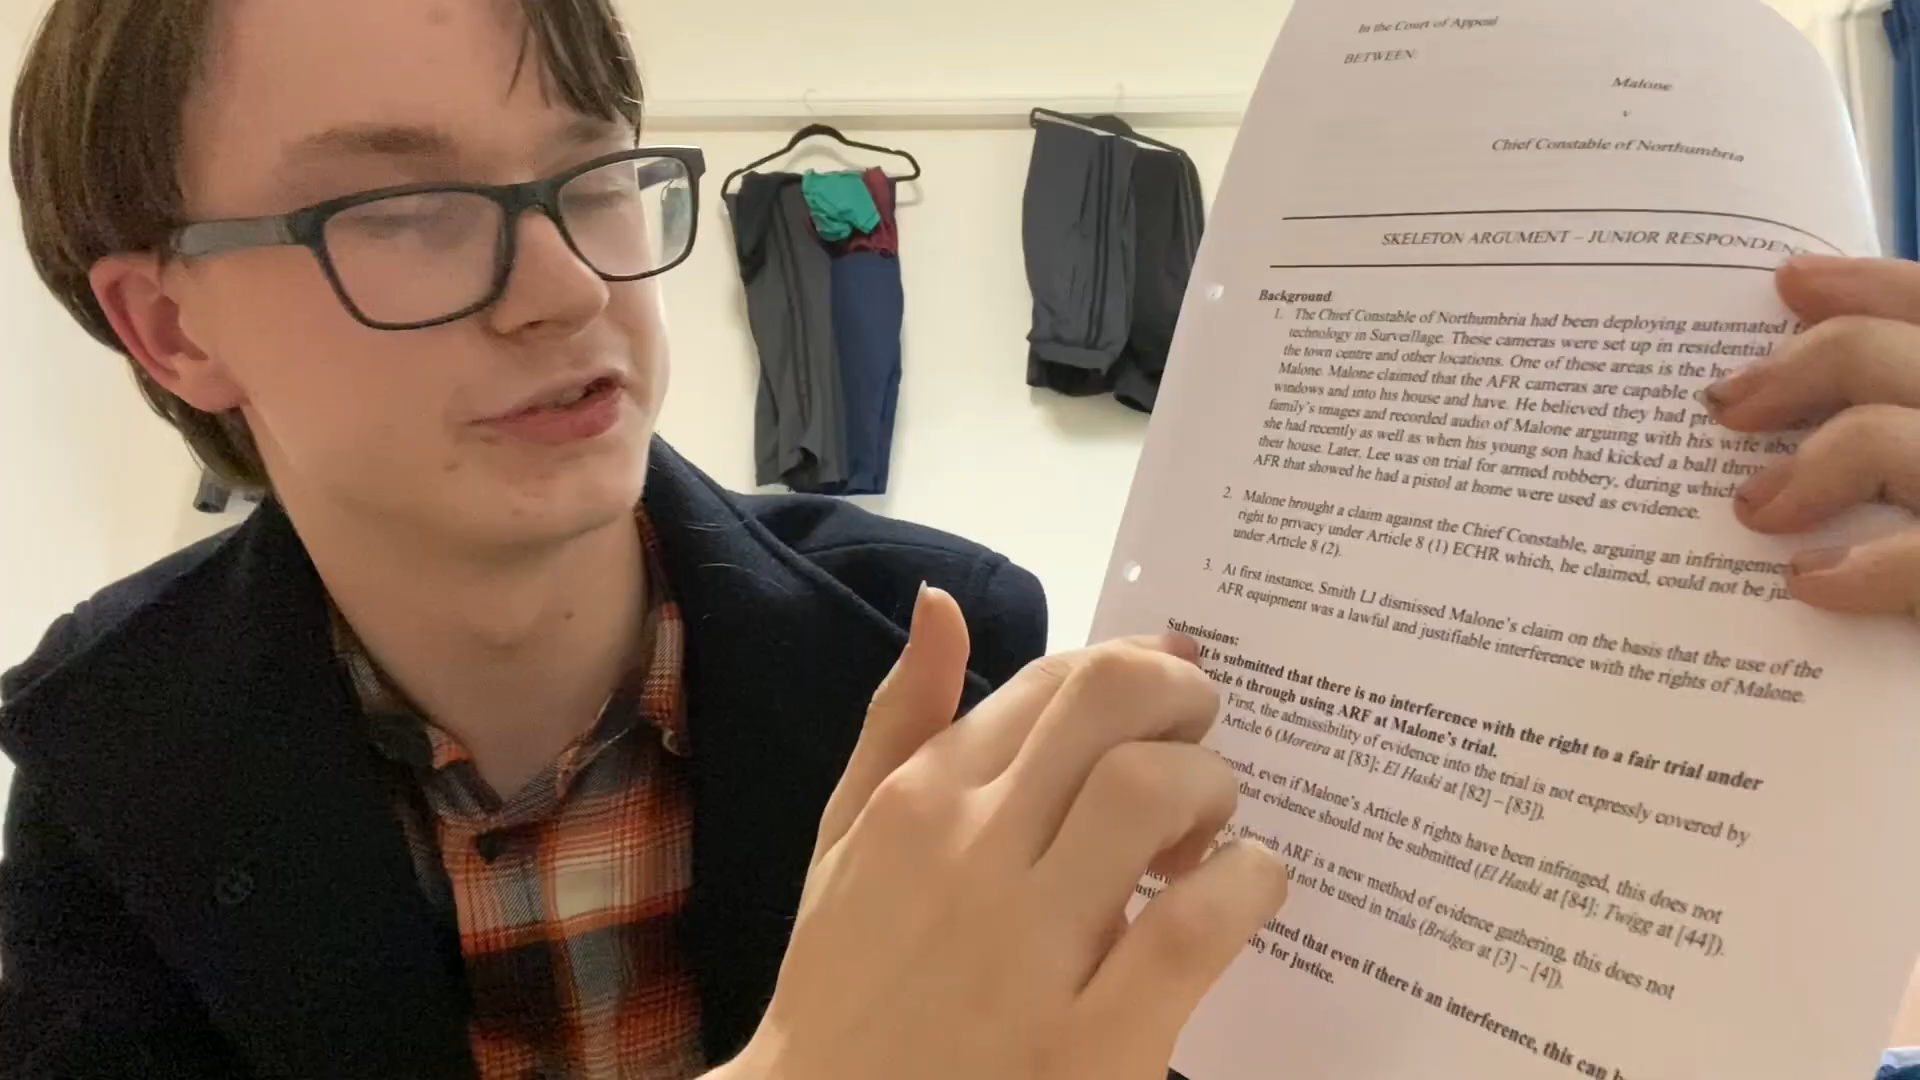 In the Court of Appeal
BETWEEN:
Malone
v
Chief Constable of Northumbria
SKELETON ARGUMENT – JUNIOR RESPONDEN
Background
1. The Chief Constable of Northumbria had been deploying automated
technology in Surveillage. These cameras were set up in residential
the town centre and other locations. One of these areas is the
Malone. Malone claimed that the AFR cameras are capable
windows and into his house and have. He believed they had
family's images and recorded audio of Malone arguing with his wife
she had recently as well as when his young son had kicked a ball
their house. Later, Lee was on trial for armed robbery, during which
AFR that showed he had a pistol at home were used as evidence.
2. Malone brought a claim against the Chief Constable, arguing an
right to privacy under Article 8 (1) ECHR which, he claimed, could not be
under Article 8 (2).
3. At first instance, Smith LJ dismissed Malone's claim on the basis that the use of the
AFR equipment was a lawful and justifiable interference with the rights of Malone.
Submissions:
It is submitted that there is no interference with the right to a fair trial under
Article 6 through using ARF at Malone's trial.
First, the admissibility of evidence into the trial is not expressly covered by
Article 6 (Moreira at [83]; El Haski at [82] – [83]).
even if Malone's Article 8 rights have been infringed, this does not
that evidence should not be submitted (El Haski at [84]; Twigg at [44]).
though ARF is a new method of evidence gathering, this does not
not be used in trials (Bridges at [3] – [4]).
that even if there is an interference, this can
for justice.